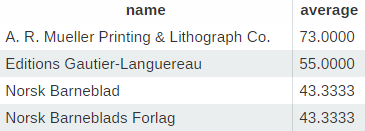 name average
A. R. Mueller Printing & Lithograph Co. 73.0000
Editions Gautier-Languereau 55.0000
Norsk Barneblad 43.3333
Norsk Barneblads Forlag 43.3333